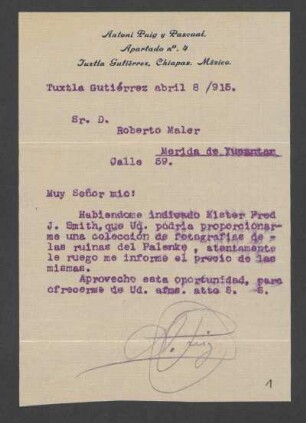 Antoni Puig y Pascual.
Apartado nº. 4
Tuxtla Gutiérrez, Chiapas. México.
Tuxtla Gutiérrez abril 8 /915.
Sr. D.
Roberto Maler
Merida de Yucantan
Calle 59.
Muy Señor mio:
Habiendome indicado Mister Fred
J. Smith, que Ud. podria proporcionar-
me una colección de fotografias de -
las ruinas del Palenke, atentamente
le ruego me informe el precio de las
mismas.
Aprovecho esta oportunidad, para
ofrecerme de Ud. afms. atto S. S.
A. Puig
1